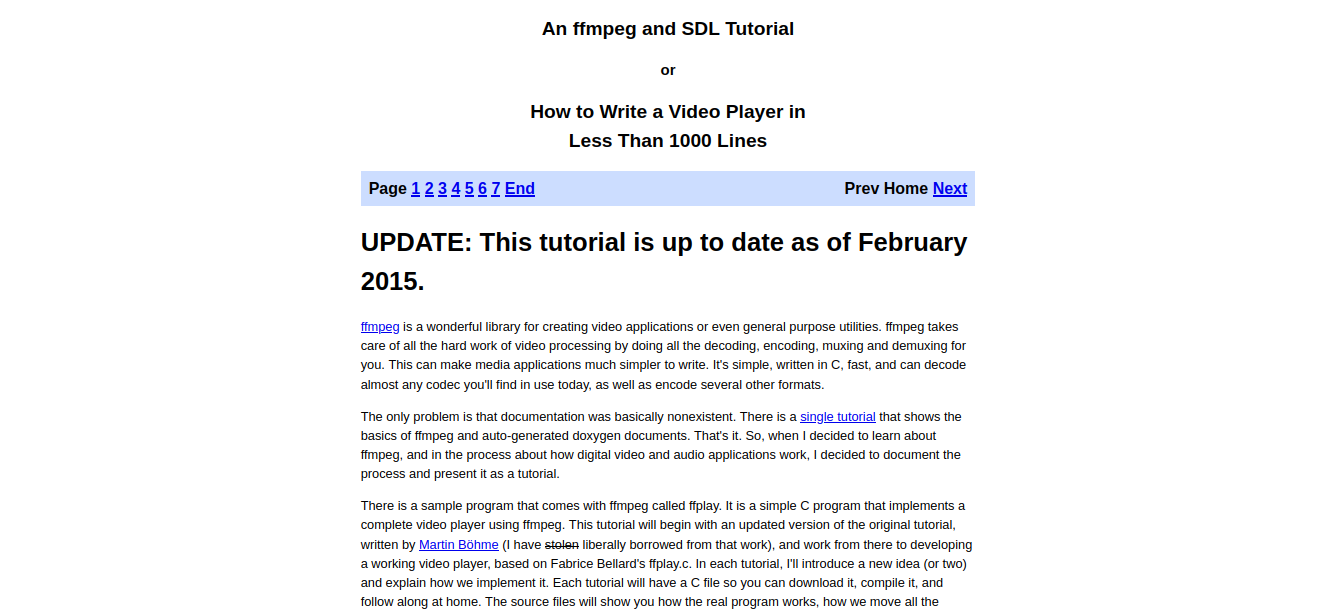 An ffmpeg and SDL Tutorial
or
How to Write a Video Player in
Less Than 1000 Lines
Page 1 2 3 4 5 6 7 End Prev Home Next
UPDATE: This tutorial is up to date as of February
2015.
ffmpeg is a wonderful library for creating video applications or even general purpose utilities. ffmpeg takes
care of all the hard work of video processing by doing all the decoding, encoding, muxing and demuxing for
you. This can make media applications much simpler to write. It's simple, written in C, fast, and can decode
almost any codec you'll find in use today, as well as encode several other formats.
The only problem is that documentation was basically nonexistent. There is a single tutorial that shows the
basics of ffmpeg and auto-generated doxygen documents. That's it. So, when I decided to learn about
ffmpeg, and in the process about how digital video and audio applications work, I decided to document the
process and present it as a tutorial.
There is a sample program that comes with ffmpeg called ffplay. It is a simple C program that implements a
complete video player using ffmpeg. This tutorial will begin with an updated version of the original tutorial,
written by Martin Böhme (I have stolen liberally borrowed from that work), and work from there to developing
a working video player, based on Fabrice Bellard's ffplay.c. In each tutorial, I'll introduce a new idea (or two)
and explain how we implement it. Each tutorial will have a C file so you can download it, compile it, and
follow along at home. The source files will show you how the real program works, how we move all the